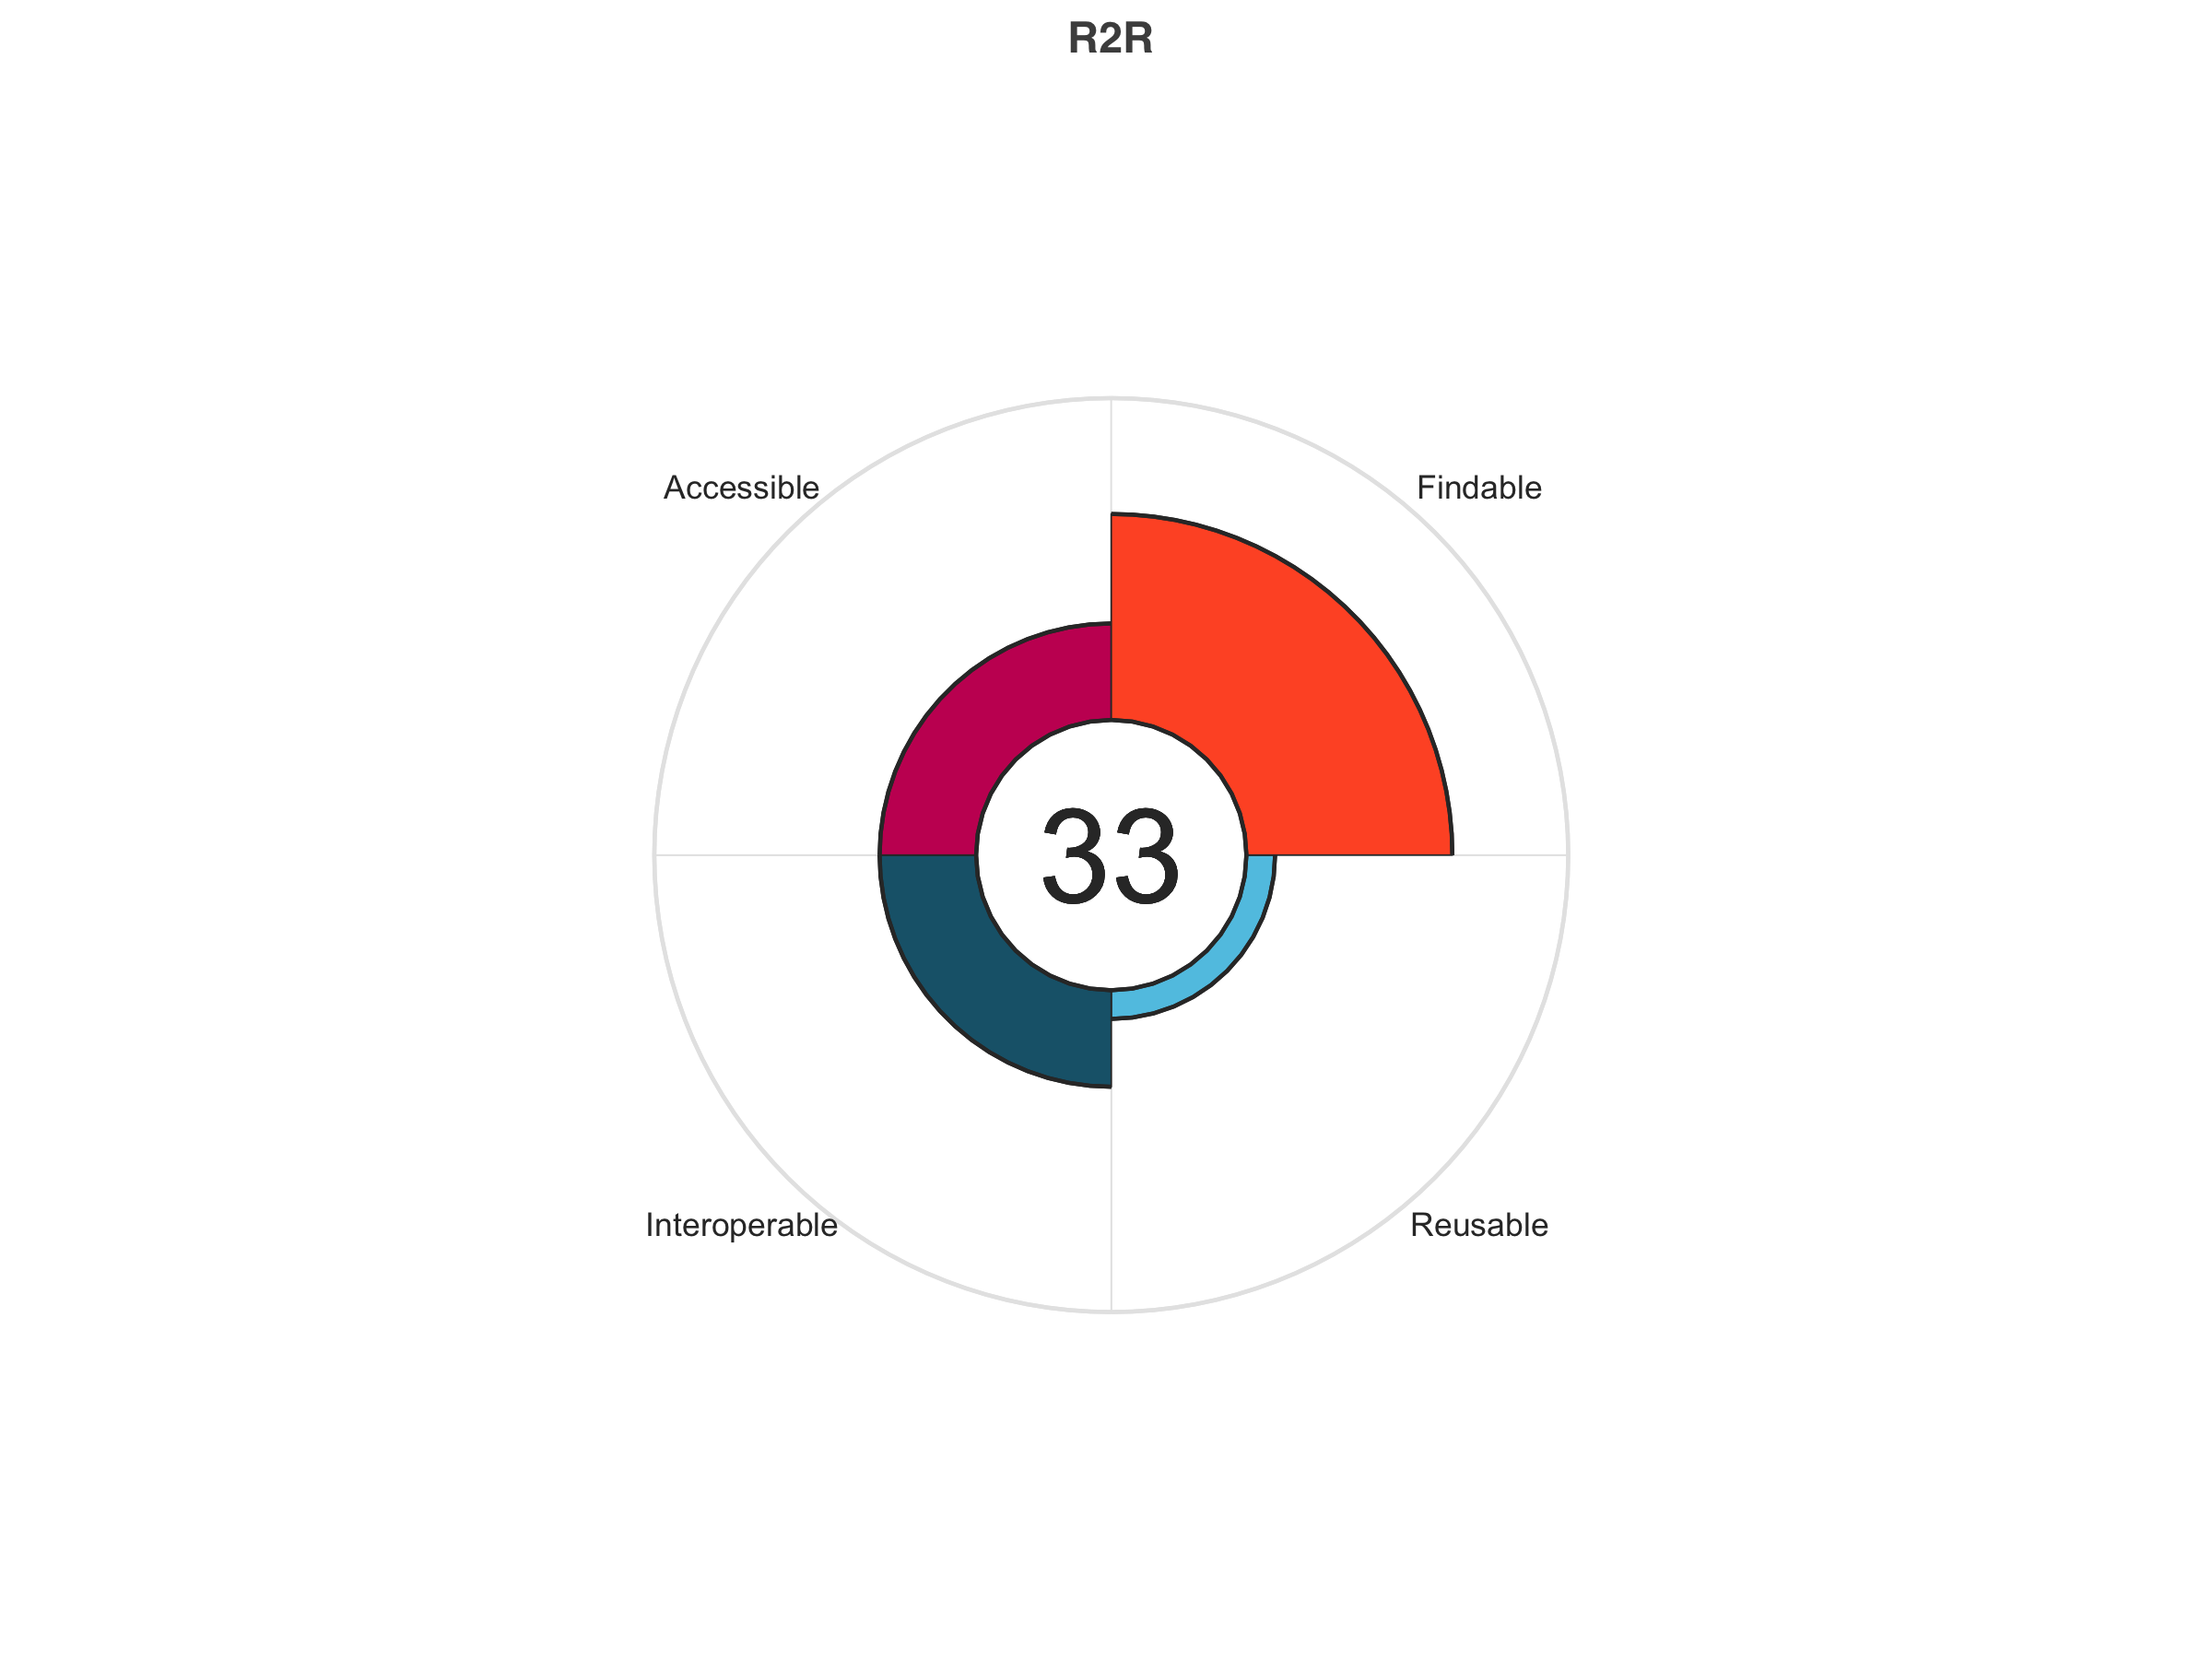 R2R
Accessible
Findable
33
Interoperable
Reusable